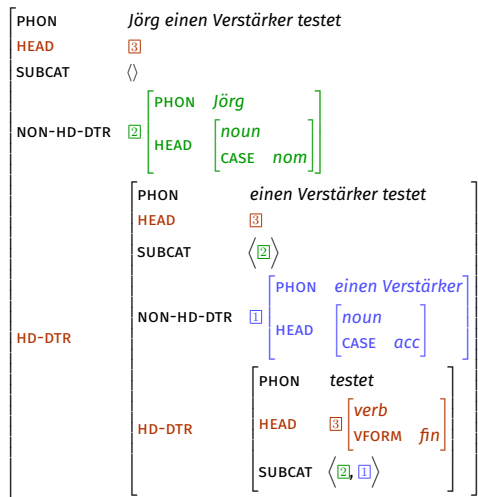 PHON Jörg einen Verstärker testet
HEAD 3
SUBCAT ⟨⟩
NON-HD-DTR 2 PHON Jörg
HEAD noun
CASE nom
HD-DTR PHON einen Verstärker testet
HEAD 3
SUBCAT ⟨2⟩
NON-HD-DTR 1 PHON einen Verstärker
HEAD noun
CASE acc
HD-DTR PHON testet
HEAD 3 verb
VFORM fin
SUBCAT ⟨2, 1⟩